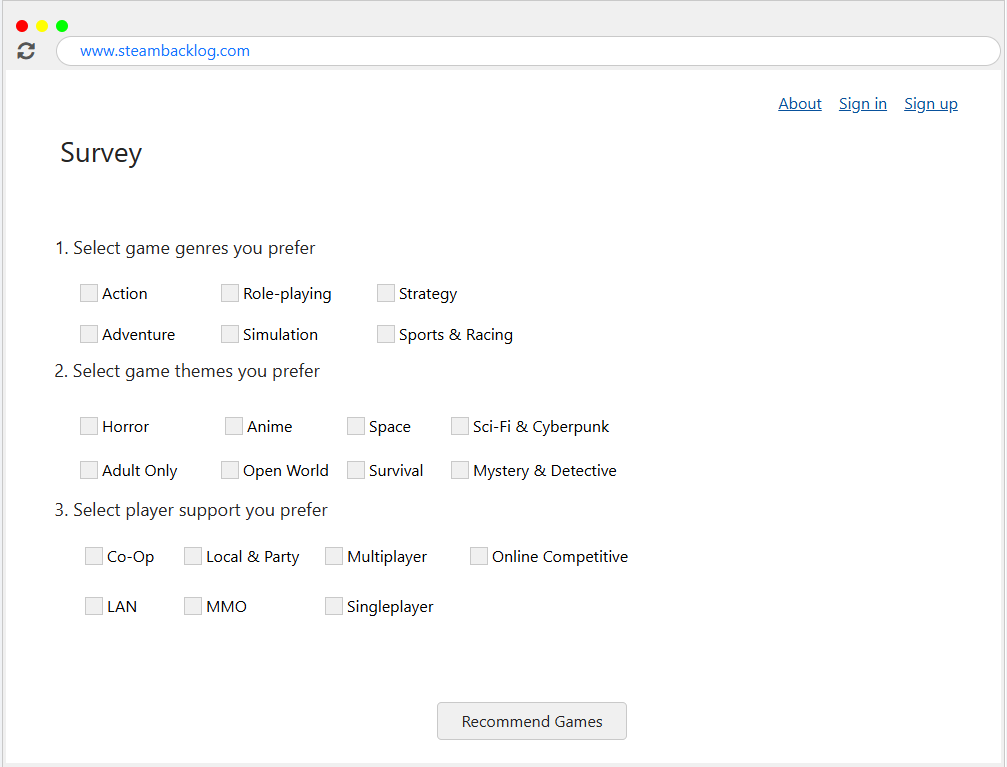 www.steambacklog.com
About Sign in Sign up
Survey
1. Select game genres you prefer
Action Role-playing Strategy
Adventure Simulation Sports & Racing
2. Select game themes you prefer
Horror Anime Space Sci-Fi & Cyberpunk
Adult Only Open World Survival Mystery & Detective
3. Select player support you prefer
Co-Op Local & Party Multiplayer Online Competitive
LAN MMO Singleplayer
Recommend Games